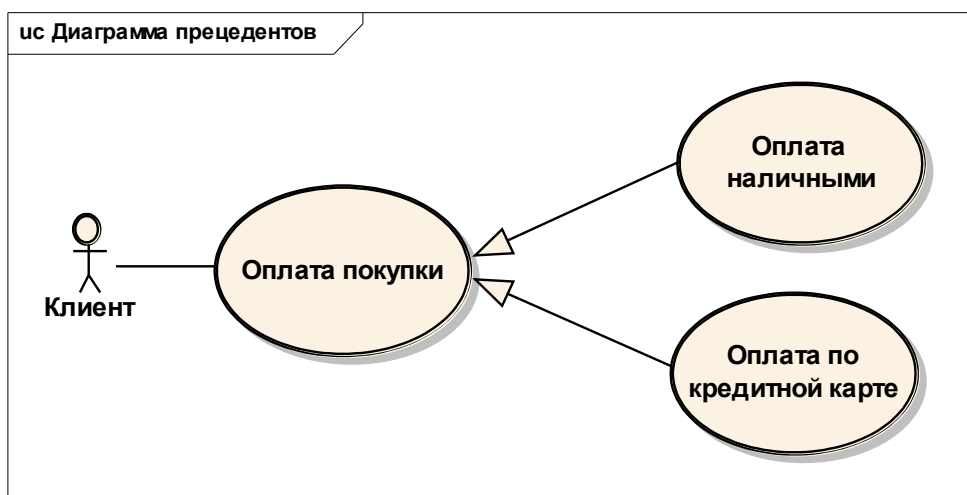 uc Диаграмма прецедентов
Оплата
наличными
Оплата покупки
Клиент
Оплата по
кредитной карте